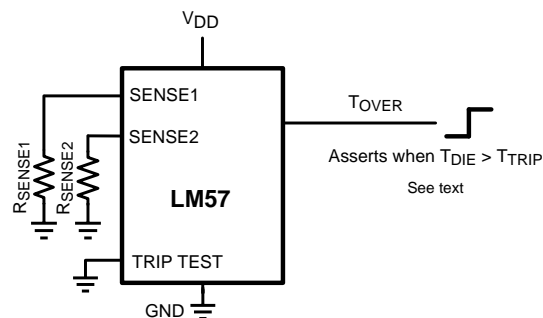 VDD
SENSE1
SENSE2
RSENSE1
RSENSE2
LM57
TRIP TEST
GND
TOVER
Asserts when TDIE > TTRIP
See text